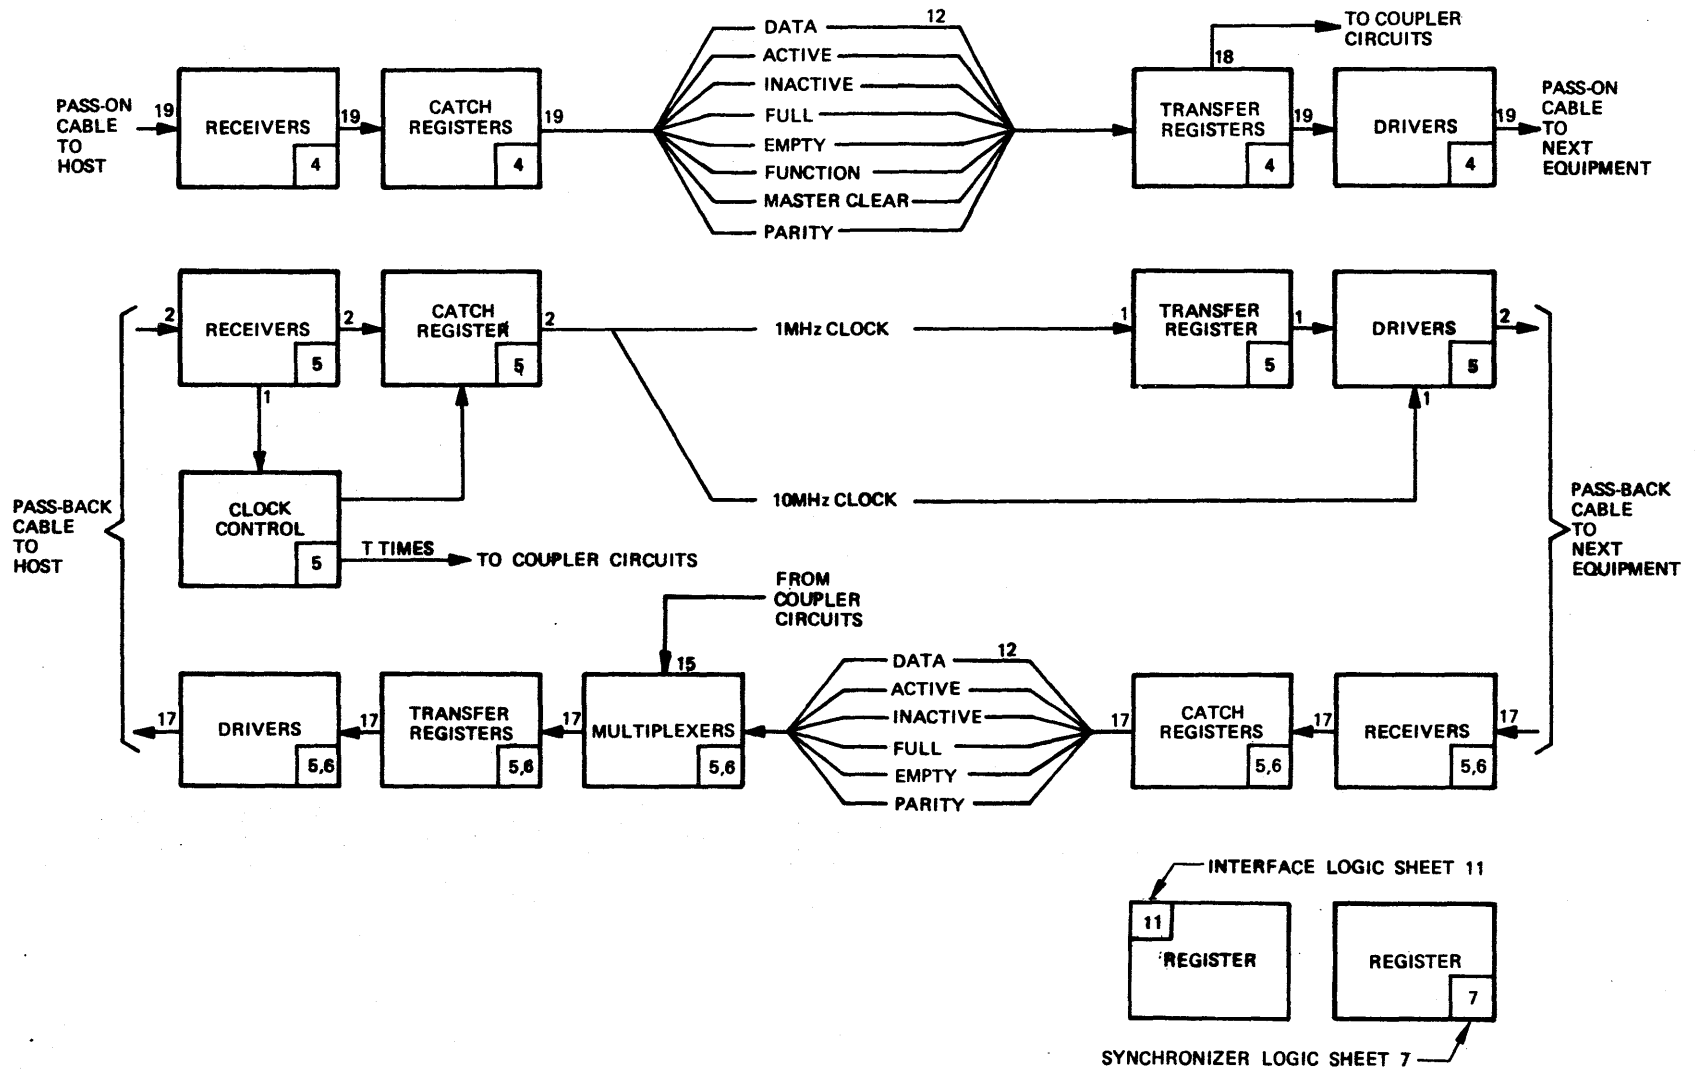 DATA 12
ACTIVE
INACTIVE
FULL
EMPTY
FUNCTION
MASTER CLEAR
PARITY
TO COUPLER
CIRCUITS
18
PASS-ON
CABLE
TO
HOST
19
RECEIVERS
4
19
CATCH
REGISTERS
4
19
TRANSFER
REGISTERS
4
19
DRIVERS
4
19
PASS-ON
CABLE
TO
NEXT
EQUIPMENT
2
RECEIVERS
5
2
CATCH
REGISTER
5
2
1MHz CLOCK
1
TRANSFER
REGISTER
5
1
DRIVERS
5
2
1
1
PASS-BACK
CABLE
TO
HOST
CLOCK
CONTROL
5
T TIMES
TO COUPLER CIRCUITS
10MHz CLOCK
PASS-BACK
CABLE
TO
NEXT
EQUIPMENT
FROM
COUPLER
CIRCUITS
15
17
DRIVERS
5,6
17
TRANSFER
REGISTERS
5,6
17
MULTIPLEXERS
5,6
DATA 12
ACTIVE
INACTIVE
FULL
EMPTY
PARITY
17
CATCH
REGISTERS
5,6
17
RECEIVERS
5,6
17
INTERFACE LOGIC SHEET 11
11
REGISTER
REGISTER
7
SYNCHRONIZER LOGIC SHEET 7